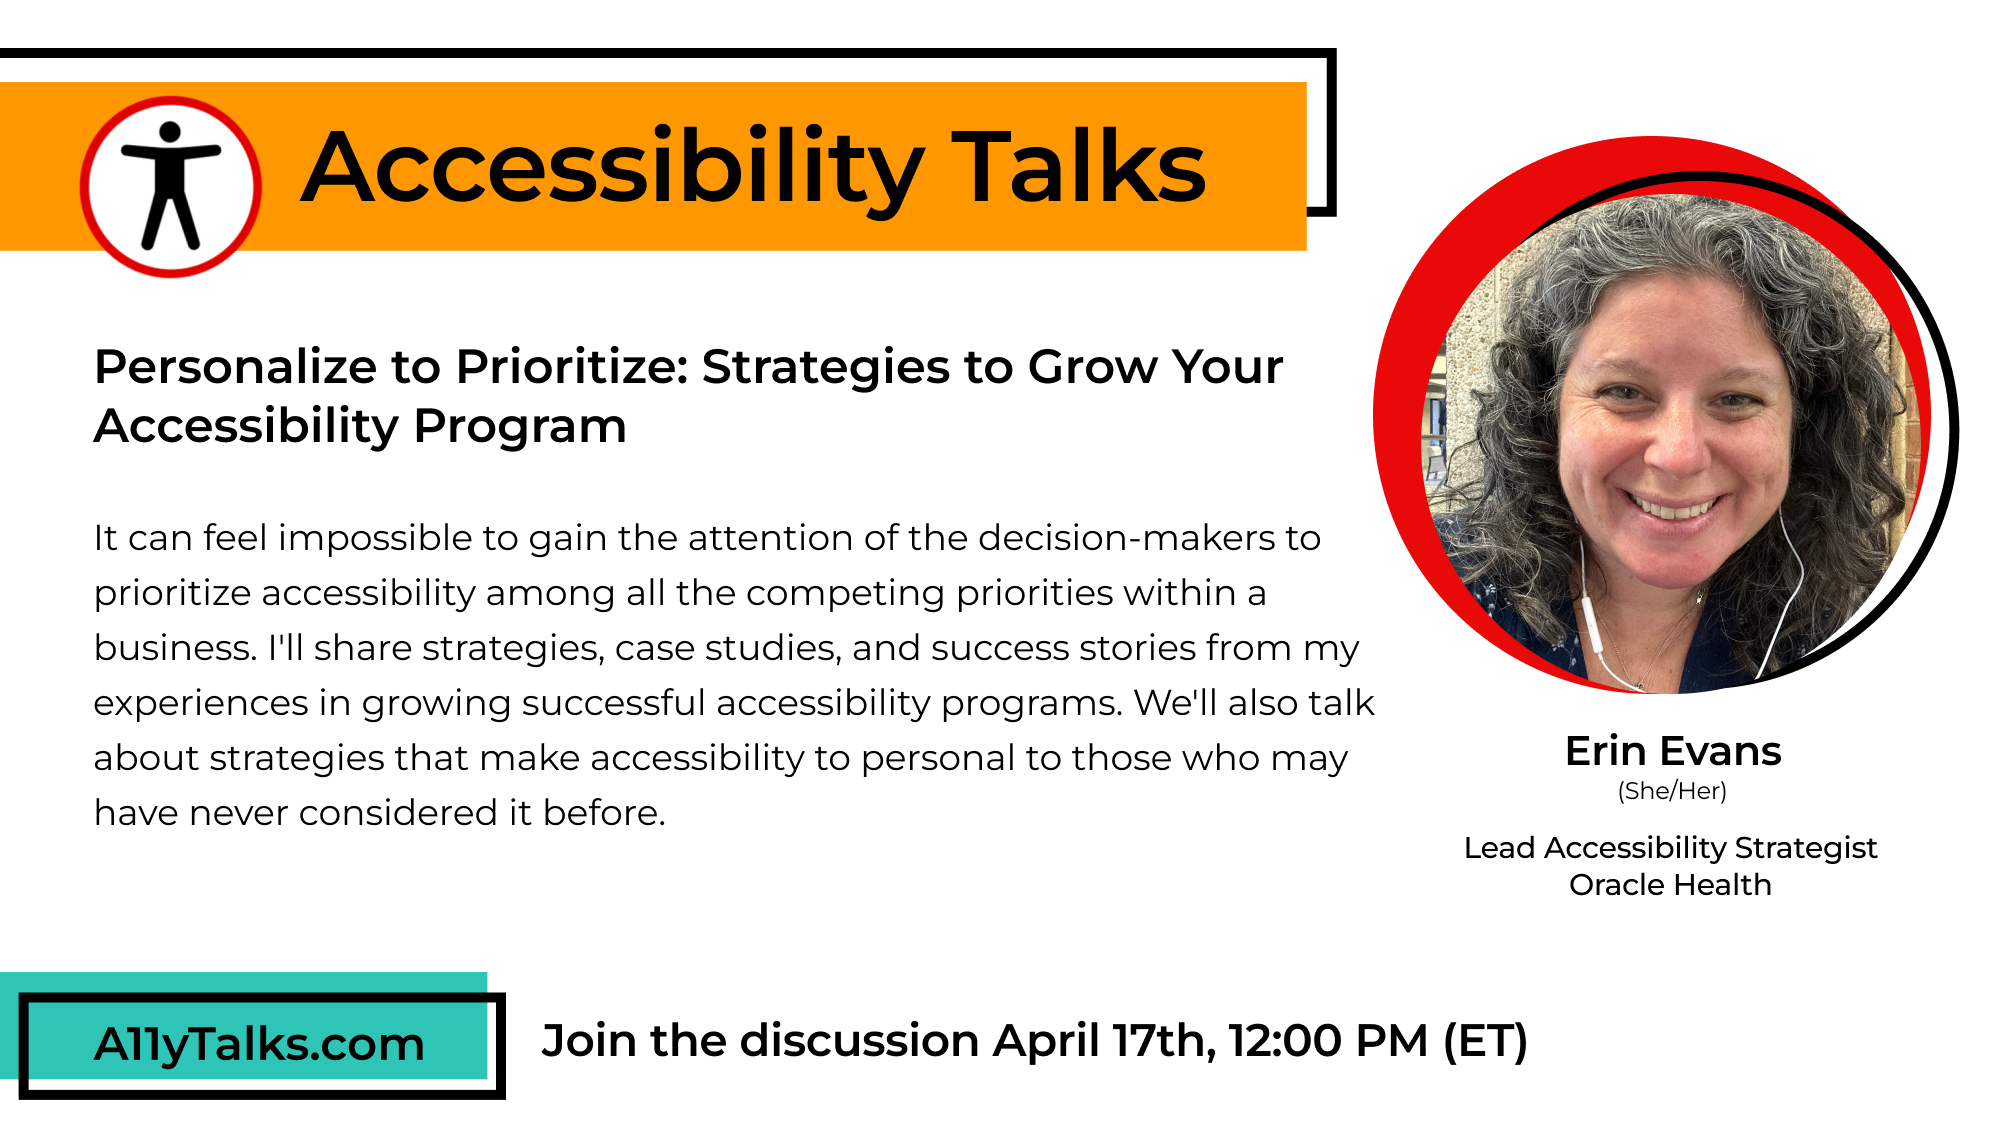 Accessibility Talks
Personalize to Prioritize: Strategies to Grow Your
Accessibility Program
It can feel impossible to gain the attention of the decision-makers to
prioritize accessibility among all the competing priorities within a
business. I'll share strategies, case studies, and success stories from my
experiences in growing successful accessibility programs. We'll also talk
about strategies that make accessibility to personal to those who may
have never considered it before.
Erin Evans
(She/Her)
Lead Accessibility Strategist
Oracle Health
A11yTalks.com
Join the discussion April 17th, 12:00 PM (ET)